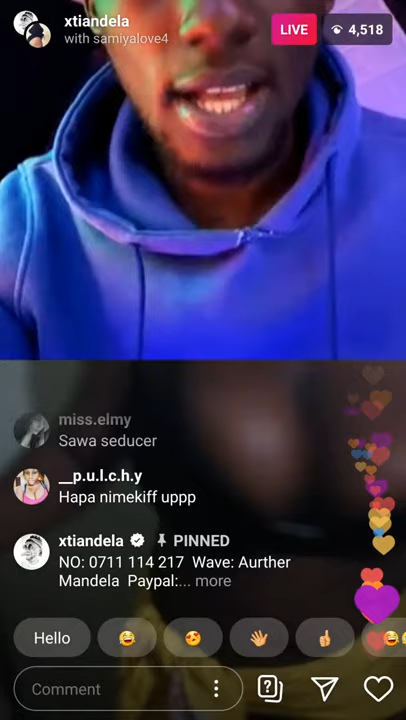 xtiandela
with samiyalove4
LIVE
4,518
miss.elmy
Sawa seducer
__p.u.l.c.h.y
Hapa nimekiff uppp
xtiandela PINNED
NO: 0711 114 217 Wave: Aurther
Mandela Paypal:... more
Hello
Comment